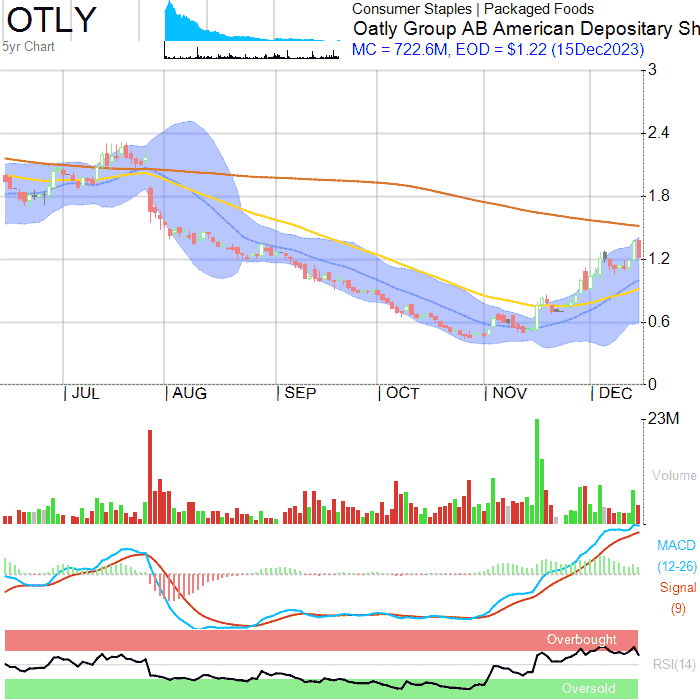 OTLY
Consumer Staples | Packaged Foods
5yr Chart
Oatly Group AB American Depositary Sh
MC = 722.6M, EOD = $1.22 (15Dec2023)
3
2.4
1.8
1.2
0.6
0
JUL AUG SEP OCT NOV DEC
23M
Volume
MACD
(12-26)
Signal
(9)
Overbought
RSI(14)
Oversold